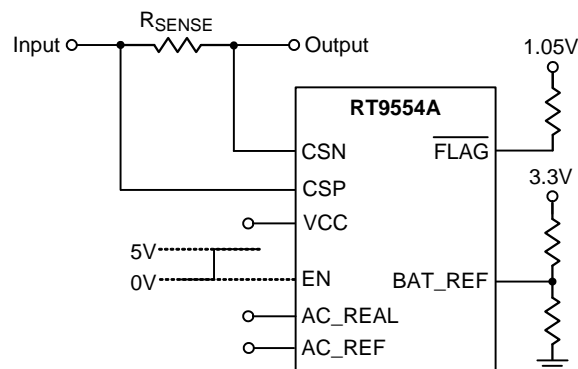 RSENSE
Input
Output
1.05V
RT9554A
CSN
FLAG
CSP
3.3V
VCC
5V
0V
EN
BAT_REF
AC_REAL
AC_REF